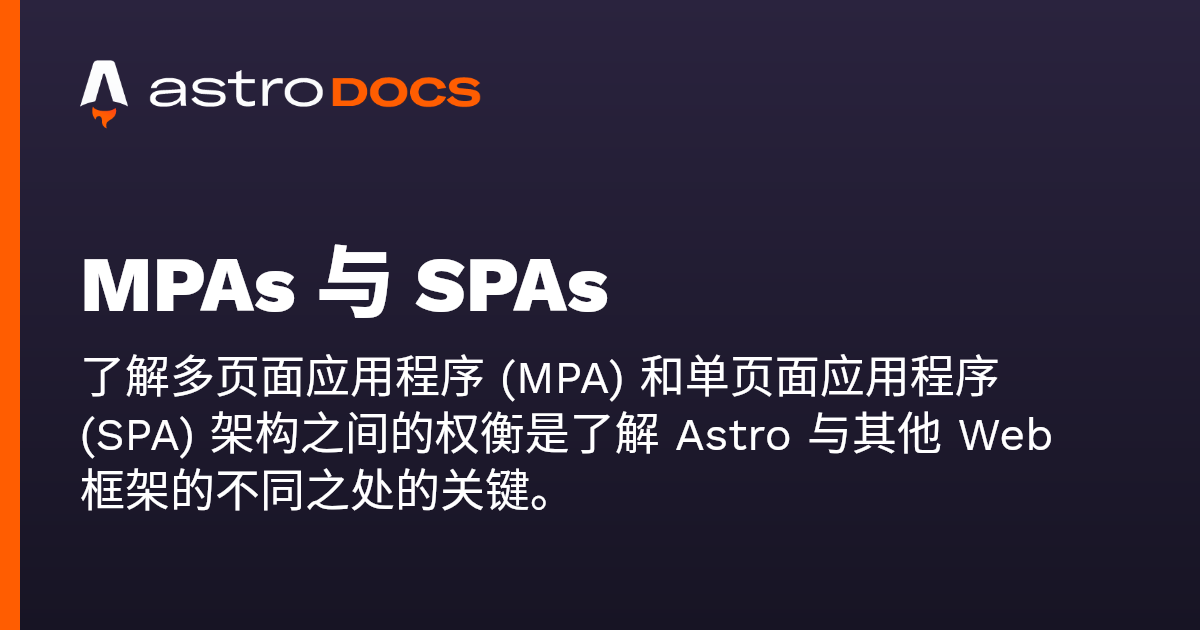 astro DOCS
MPAs 与 SPAs
了解多页面应用程序 (MPA) 和单页面应用程序
(SPA) 架构之间的权衡是了解 Astro 与其他 Web
框架的不同之处的关键。